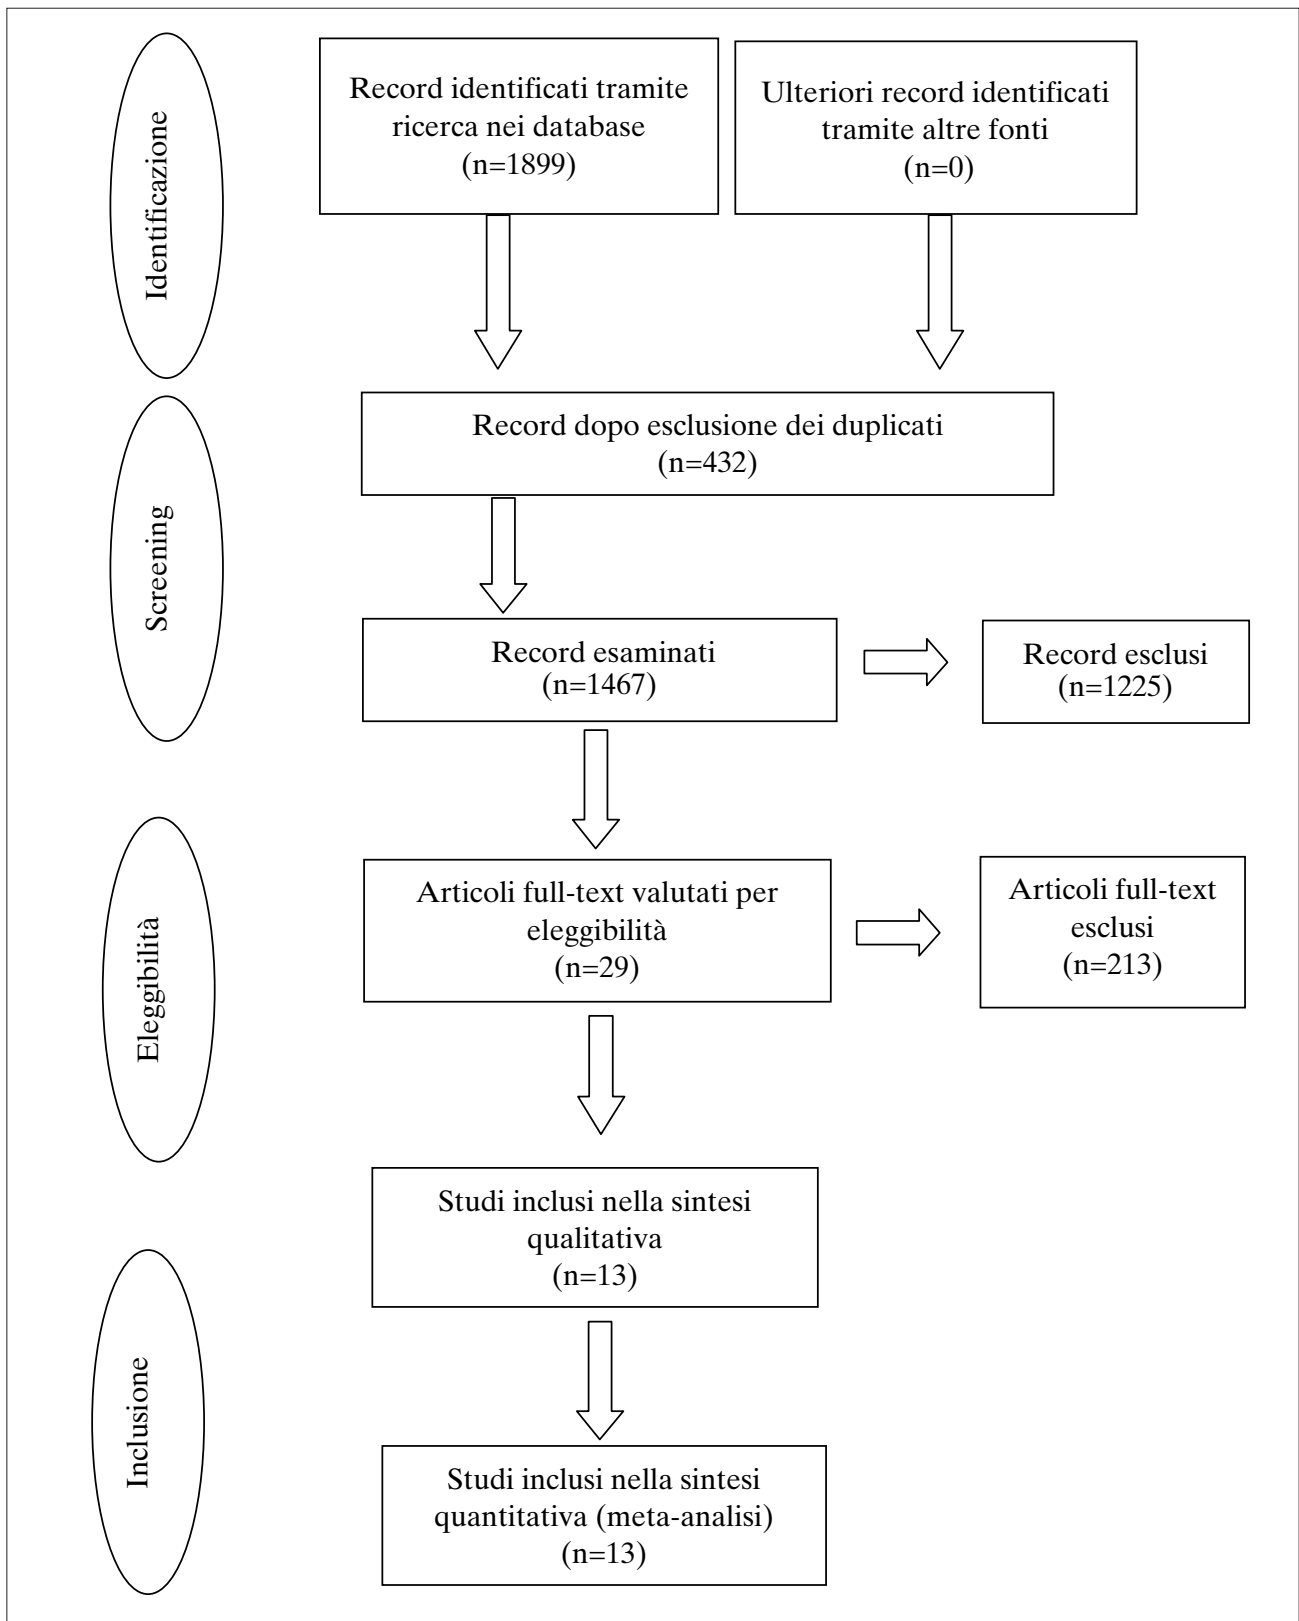 Identificazione
Record identificati tramite
ricerca nei database
(n=1899)
Ulteriori record identificati
tramite altre fonti
(n=0)
Screening
Record dopo esclusione dei duplicati
(n=432)
Record esaminati
(n=1467)
Record esclusi
(n=1225)
Eleggibilità
Articoli full-text valutati per
eleggibilità
(n=29)
Articoli full-text
esclusi
(n=213)
Studi inclusi nella sintesi
qualitativa
(n=13)
Inclusione
Studi inclusi nella sintesi
quantitativa (meta-analisi)
(n=13)